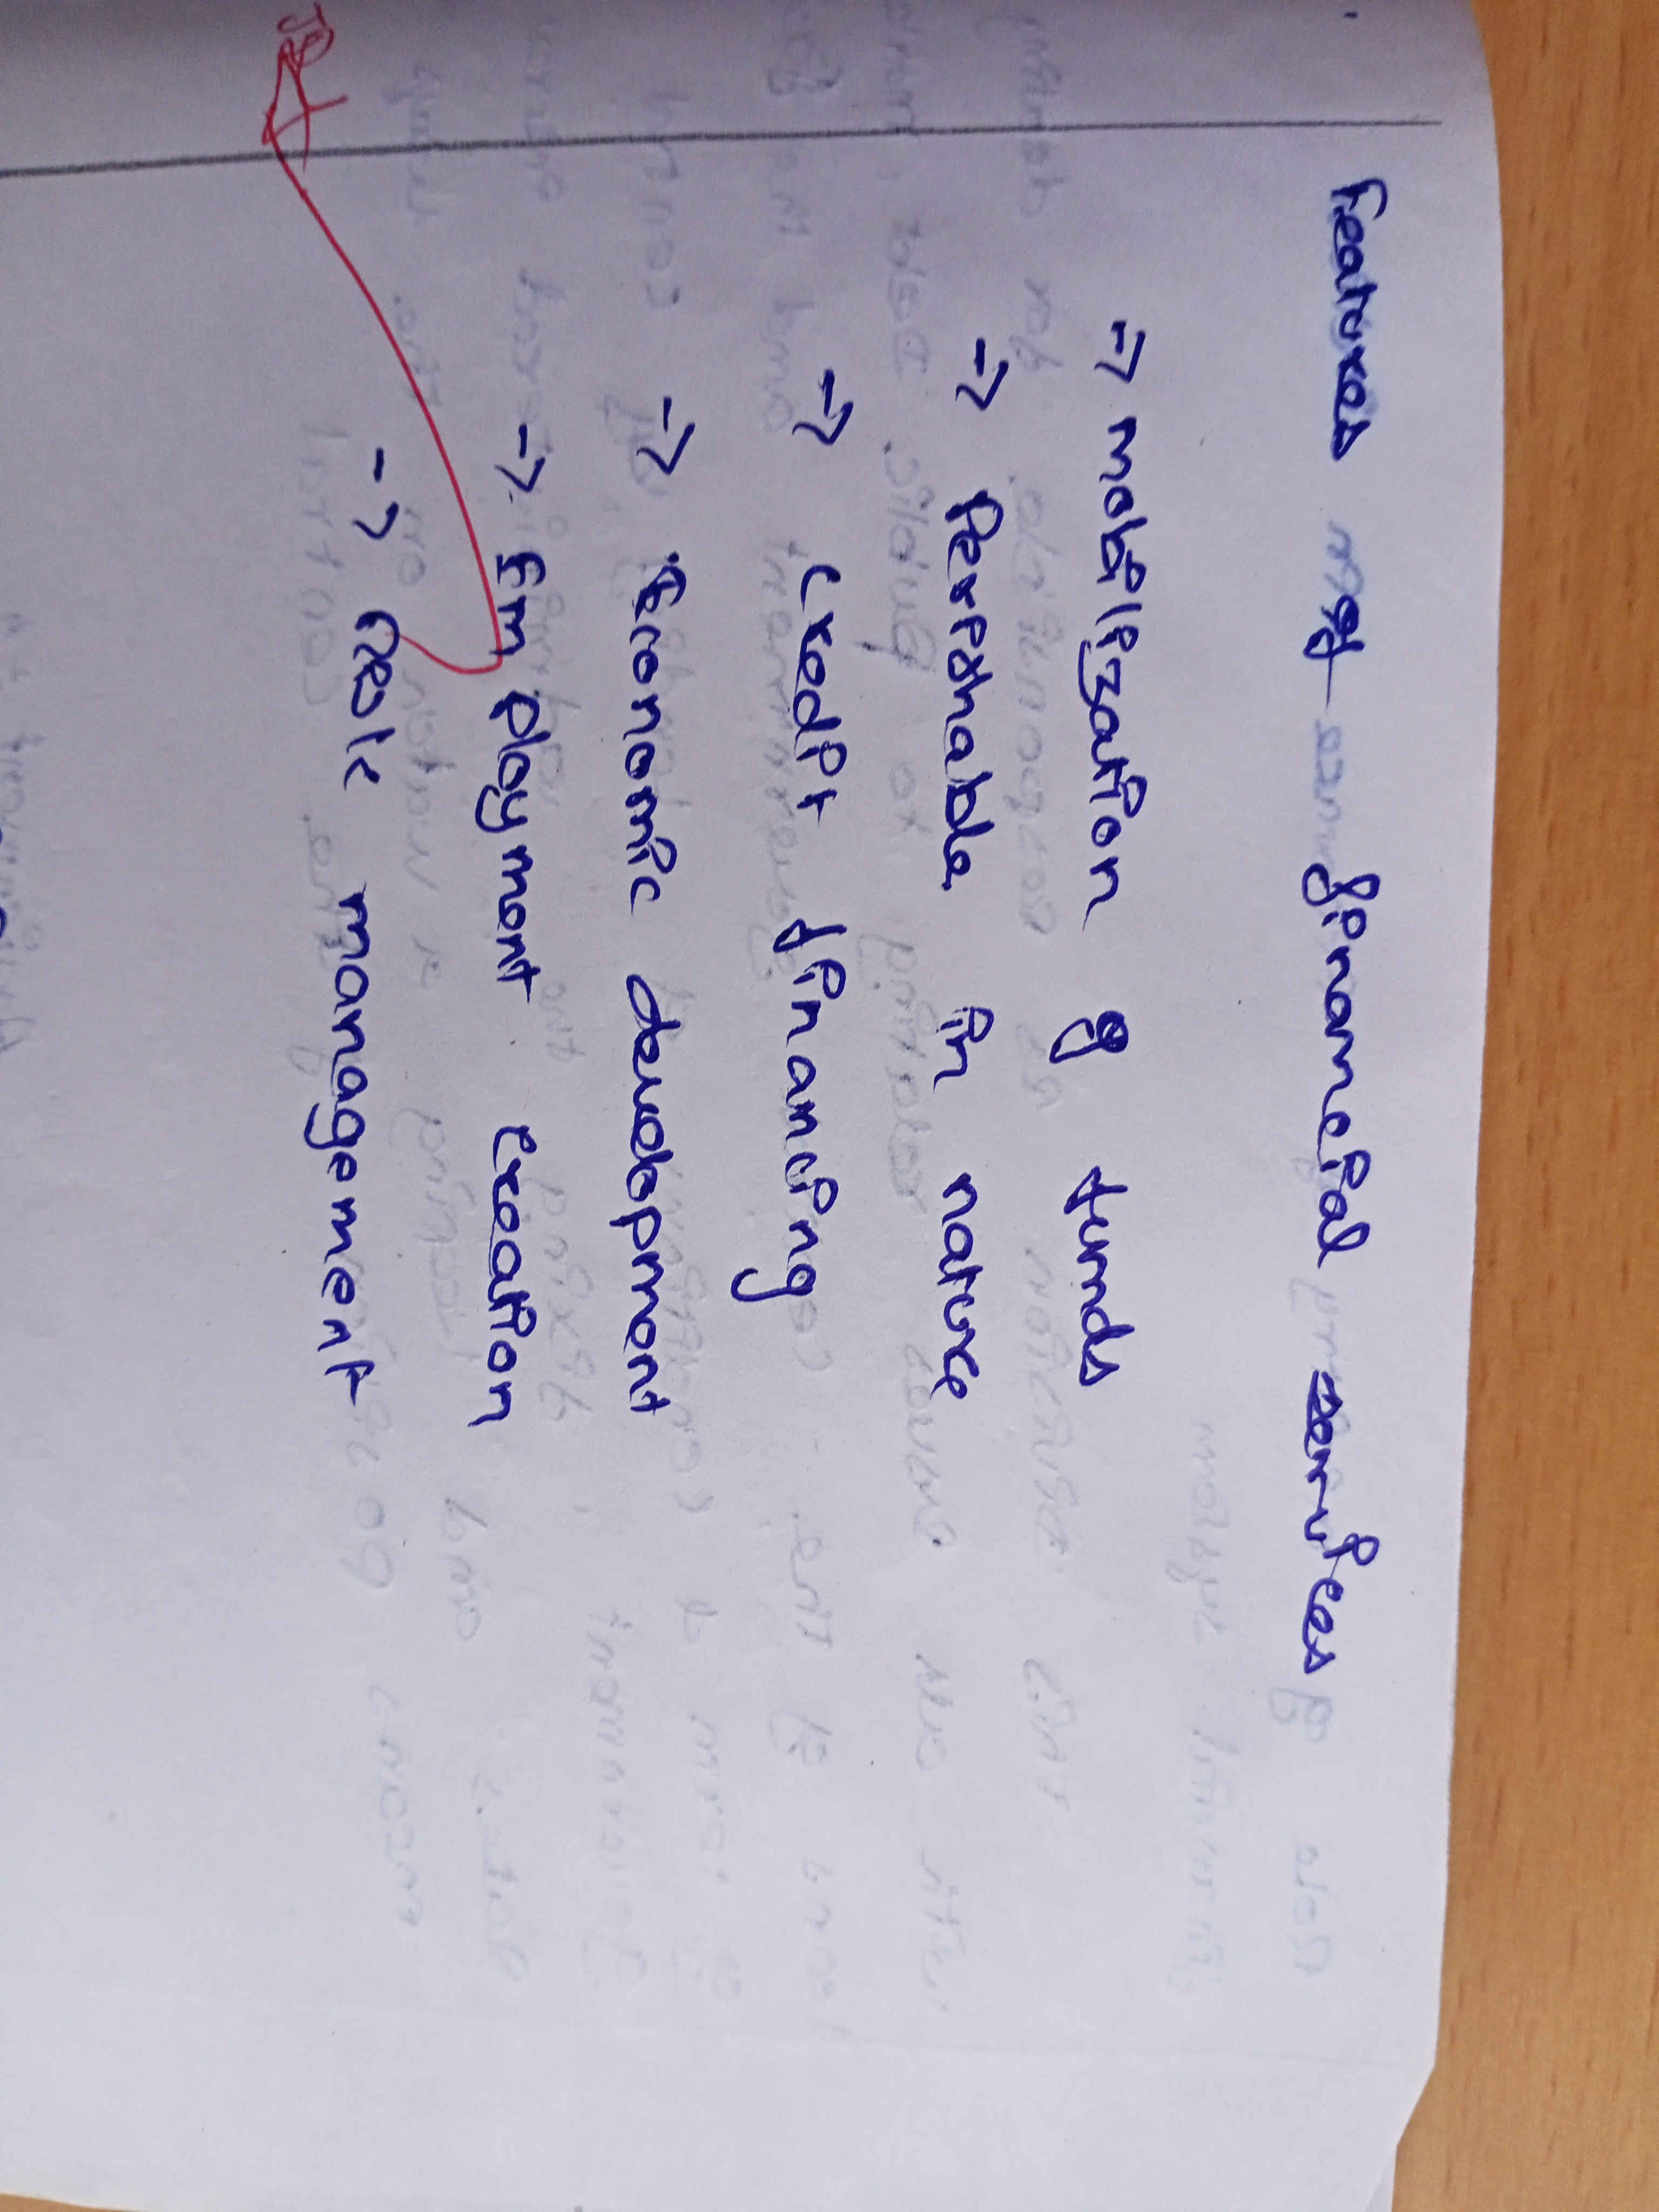 Features of financial services
-> mobilization of funds
-> Perishable in nature
-> Credit financing
-> Economic development
-> Employment creation
-> Risk management